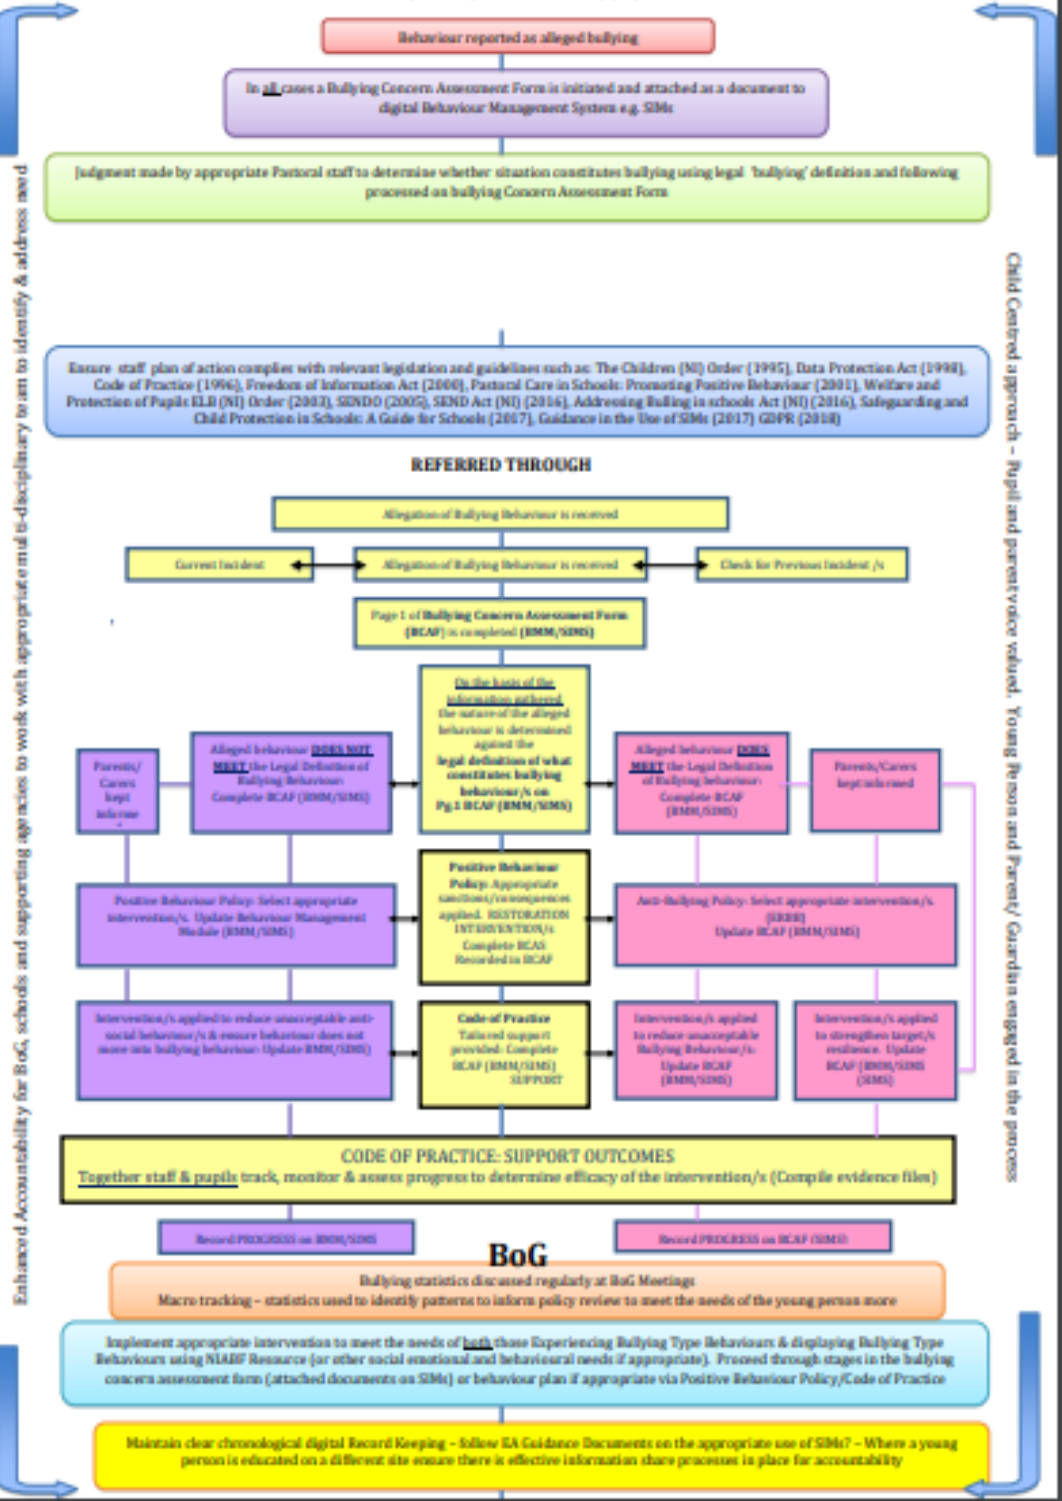 Behaviour reported as alleged bullying
In all cases a Bullying Concern Assessment Form is initiated and attached as a document to
digital Behaviour Management System e.g. SIMs
Judgment made by appropriate Pastoral staff to determine whether situation constitutes bullying using legal 'bullying' definition and following
processed on bullying Concern Assessment Form
Enhanced Accountability for BoG, schools and supporting agencies to work with appropriate multi-disciplinary team to identify & address need
Child Centred approach – Pupil and parent voice valued. Young Person and Parents/ Guardian engaged in the process
Ensure staff plan of action complies with relevant legislation and guidelines such as: The Children (NI) Order (1995), Data Protection Act (1998),
Code of Practice (1996), Freedom of Information Act (2000), Pastoral Care in Schools: Promoting Positive Behaviour (2001), Welfare and
Protection of Pupils ELB (NI) Order (2003), SENDO (2005), SEND Act (NI) (2016), Addressing Bulling in schools Act (NI) (2016), Safeguarding and
Child Protection in Schools: A Guide for Schools (2017), Guidance in the Use of SIMs (2017) GDPR (2018)
REFERRED THROUGH
Allegation of Bullying Behaviour is received
Current Incident
Allegation of Bullying Behaviour is received
Check for Previous Incident /s
Page 1 of Bullying Concern Assessment Form
(BCAF) is completed (BMM/SIMS)
On the basis of the
information gathered
the nature of the alleged
behaviour is determined
against the
legal definition of what
constitutes bullying
behaviour/s on
Pg.1 BCAF (BMM/SIMS)
Parents/
Carers
kept
informe
Alleged behaviour DOES NOT
MEET the Legal Definition of
Bullying Behaviour:
Complete BCAF (BMM/SIMS)
Alleged behaviour DOES
MEET the Legal Definition
of Bullying behaviour:
Complete BCAF
(BMM/SIMS)
Parents/Carers
kept informed
Positive Behaviour Policy: Select appropriate
intervention/s. Update Behaviour Management
Module (BMM/SIMS)
Positive Behaviour
Policy: Appropriate
sanctions/consequences
applied. RESTORATION
INTERVENTION/s
Complete BCAS
Recorded in BCAF
Anti-Bullying Policy: Select appropriate intervention/s.
Update BCAF (BMM/SIMS)
Intervention/s applied to reduce unacceptable anti-
social behaviour/s & ensure behaviour does not
move into bullying behaviour: Update BMM/SIMS)
Code of Practice
Tailored support
provided: Complete
BCAF (BMM/SIMS)
SUPPORT
Intervention/s applied
to reduce unacceptable
Bullying Behaviour/s:
Update BCAF
(BMM/SIMS)
Intervention/s applied
to strengthen target/s
resilience. Update
BCAF (BMM/SIMS
(SIMS)
CODE OF PRACTICE: SUPPORT OUTCOMES
Together staff & pupils track, monitor & assess progress to determine efficacy of the intervention/s (Compile evidence files)
Record PROGRESS on BMM/SIMS
Record PROGRESS on BCAF (SIMS)
BoG
Bullying statistics discussed regularly at BoG Meetings
Macro tracking – statistics used to identify patterns to inform policy review to meet the needs of the young person more
Implement appropriate intervention to meet the needs of both those Experiencing Bullying Type Behaviours & displaying Bullying Type
Behaviours using NIABF Resource (or other social emotional and behavioural needs if appropriate). Proceed through stages in the bullying
concern assessment form (attached documents on SIMs) or behaviour plan if appropriate via Positive Behaviour Policy/Code of Practice
Maintain clear chronological digital Record Keeping – follow EA Guidance Documents on the appropriate use of SIMs? – Where a young
person is educated on a different site ensure there is effective information share processes in place for accountability